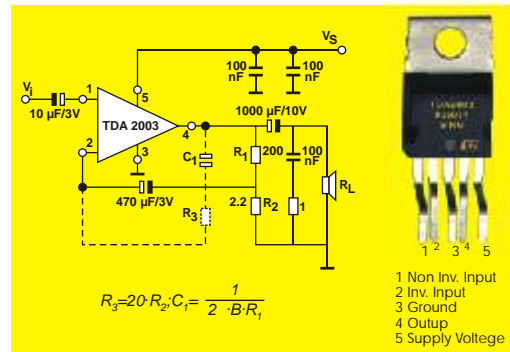 VS
100 nF
100 nF
Vi
1
5
1000 µF/10V
10 µF/3V
TDA 2003
4
2
3
C1
R1
200
100 nF
RL
470 µF/3V
2.2
R2
1
R3
R3=20·R2;C1= 1
2 ·B·R1
1 2 3 4 5
1 Non Inv. Input
2 Inv. Input
3 Ground
4 Outup
5 Supply Voltege